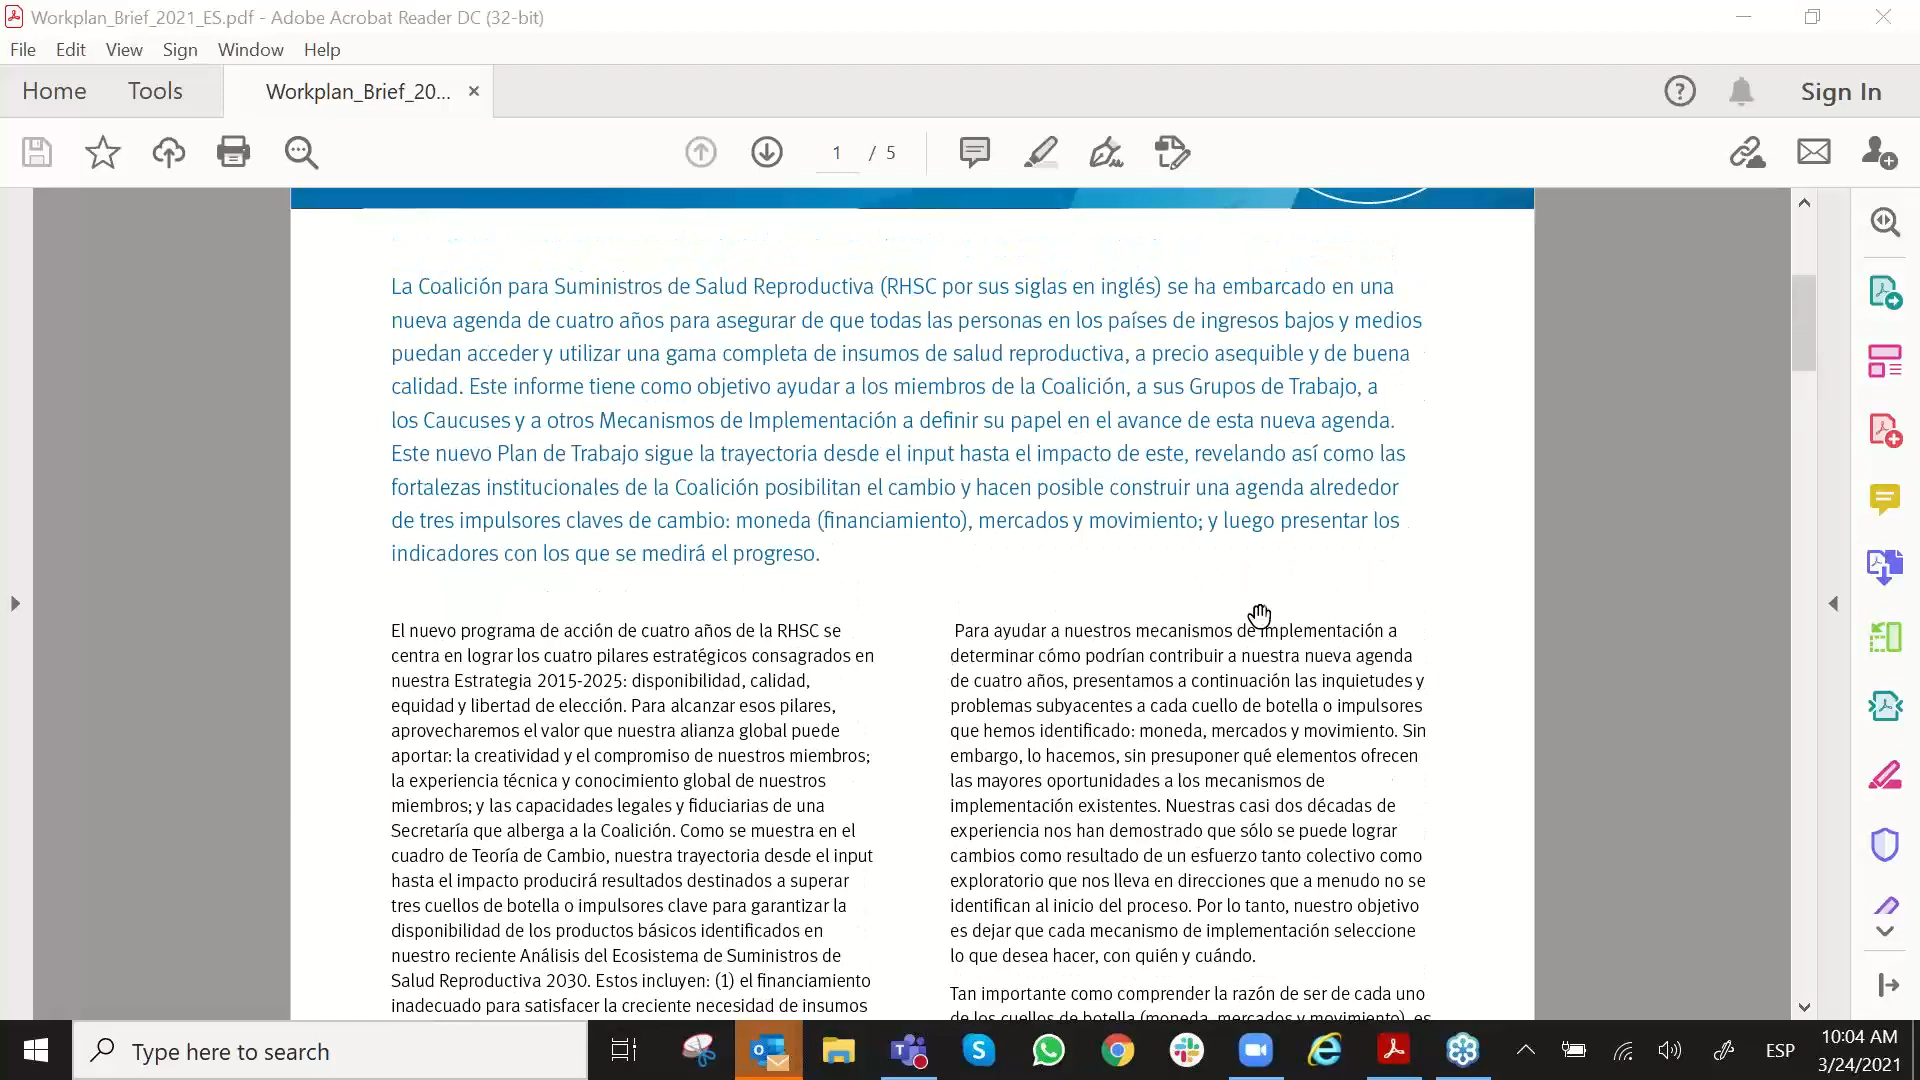 Workplan_Brief_2021_ES.pdf - Adobe Acrobat Reader DC (32-bit)
File Edit View Sign Window Help
Home Tools Workplan_Brief_20... × Sign In
1 / 5
La Coalición para Suministros de Salud Reproductiva (RHSC por sus siglas en inglés) se ha embarcado en una
nueva agenda de cuatro años para asegurar de que todas las personas en los países de ingresos bajos y medios
puedan acceder y utilizar una gama completa de insumos de salud reproductiva, a precio asequible y de buena
calidad. Este informe tiene como objetivo ayudar a los miembros de la Coalición, a sus Grupos de Trabajo, a
los Caucuses y a otros Mecanismos de Implementación a definir su papel en el avance de esta nueva agenda.
Este nuevo Plan de Trabajo sigue la trayectoria desde el input hasta el impacto de este, revelando así como las
fortalezas institucionales de la Coalición posibilitan el cambio y hacen posible construir una agenda alrededor
de tres impulsores claves de cambio: moneda (financiamiento), mercados y movimiento; y luego presentar los
indicadores con los que se medirá el progreso.
El nuevo programa de acción de cuatro años de la RHSC se
centra en lograr los cuatro pilares estratégicos consagrados en
nuestra Estrategia 2015-2025: disponibilidad, calidad,
equidad y libertad de elección. Para alcanzar esos pilares,
aprovecharemos el valor que nuestra alianza global puede
aportar: la creatividad y el compromiso de nuestros miembros;
la experiencia técnica y conocimiento global de nuestros
miembros; y las capacidades legales y fiduciarias de una
Secretaría que alberga a la Coalición. Como se muestra en el
cuadro de Teoría de Cambio, nuestra trayectoria desde el input
hasta el impacto producirá resultados destinados a superar
tres cuellos de botella o impulsores clave para garantizar la
disponibilidad de los productos básicos identificados en
nuestro reciente Análisis del Ecosistema de Suministros de
Salud Reproductiva 2030. Estos incluyen: (1) el financiamiento
inadecuado para satisfacer la creciente necesidad de insumos
Para ayudar a nuestros mecanismos de implementación a
determinar cómo podrían contribuir a nuestra nueva agenda
de cuatro años, presentamos a continuación las inquietudes y
problemas subyacentes a cada cuello de botella o impulsores
que hemos identificado: moneda, mercados y movimiento. Sin
embargo, lo hacemos, sin presuponer qué elementos ofrecen
las mayores oportunidades a los mecanismos de
implementación existentes. Nuestras casi dos décadas de
experiencia nos han demostrado que sólo se puede lograr
cambios como resultado de un esfuerzo tanto colectivo como
exploratorio que nos lleva en direcciones que a menudo no se
identifican al inicio del proceso. Por lo tanto, nuestro objetivo
es dejar que cada mecanismo de implementación seleccione
lo que desea hacer, con quién y cuándo.
Tan importante como comprender la razón de ser de cada uno
de los cuellos de botella (moneda, mercados y movimiento), es
Type here to search
ESP
10:04 AM
3/24/2021